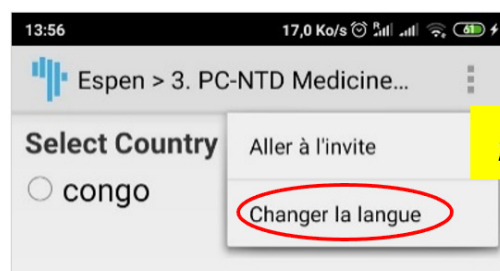 13:56 17,0 Ko/s 61
Espen > 3. PC-NTD Medicine...
Select Country
Aller à l'invite
congo
Changer la langue